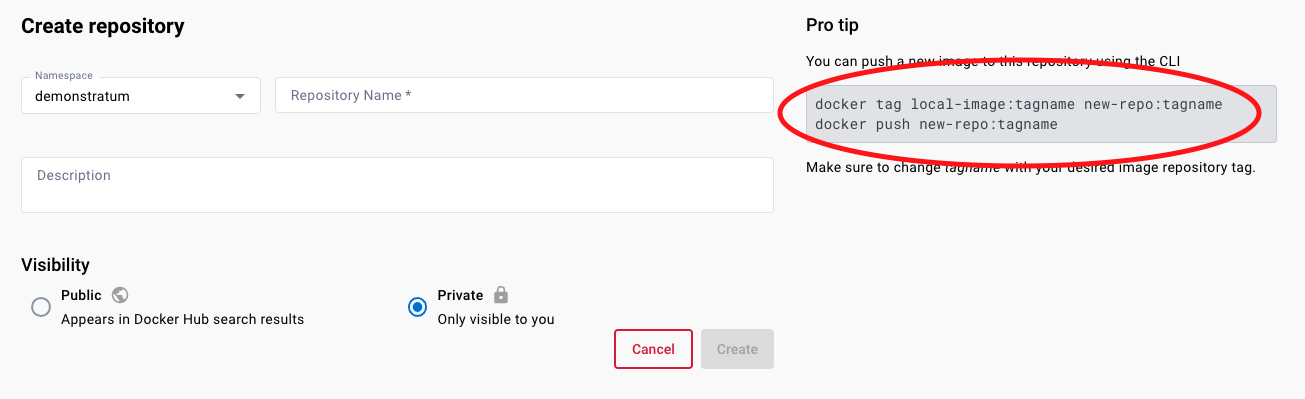 Create repository
Namespace
demonstratum
Repository Name *
Description
Visibility
Public
Appears in Docker Hub search results
Private
Only visible to you
Cancel
Create
Pro tip
You can push a new image to this repository using the CLI
docker tag local-image:tagname new-repo:tagname
docker push new-repo:tagname
Make sure to change tagname with your desired image repository tag.